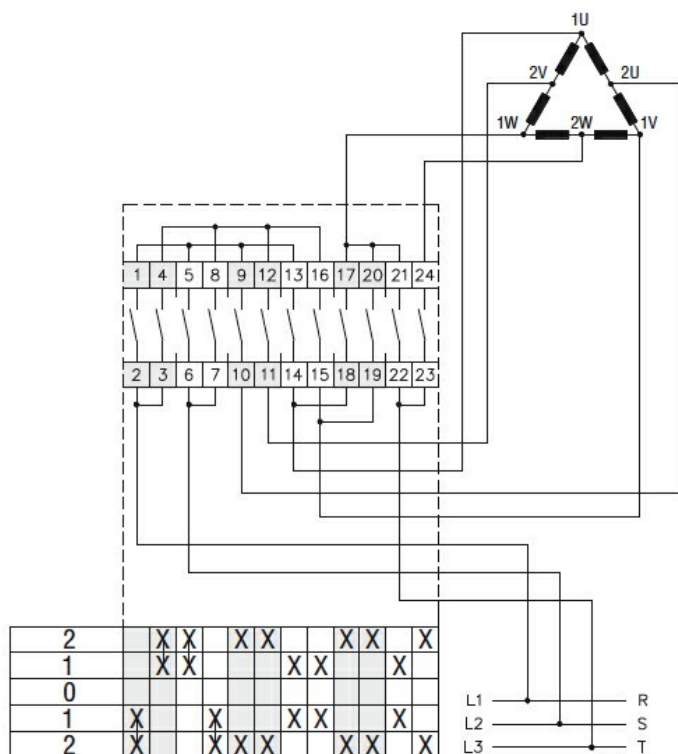 1U
2V 2U
1W 2W 1V
1 4 5 8 9 12 13 16 17 20 21 24
2 3 6 7 10 11 14 15 18 19 22 23
2 X X X X X X X
1 X X X X X
0
1 X X X X X
2 X X X X X X X
L1 R
L2 S
L3 T